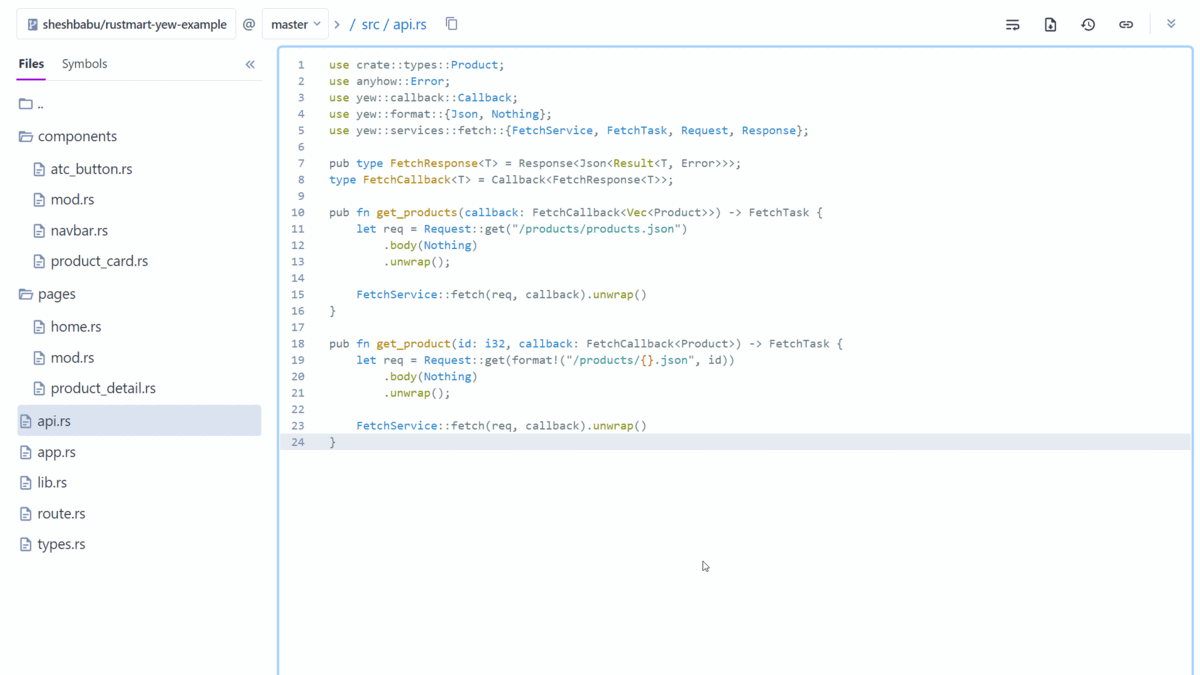 sheshbabu/rustmart-yew-example @ master > / src / api.rs
Files Symbols «
..
components
atc_button.rs
mod.rs
navbar.rs
product_card.rs
pages
home.rs
mod.rs
product_detail.rs
api.rs
app.rs
lib.rs
route.rs
types.rs
1 use crate::types::Product;
2 use anyhow::Error;
3 use yew::callback::Callback;
4 use yew::format::{Json, Nothing};
5 use yew::services::fetch::{FetchService, FetchTask, Request, Response};
6
7 pub type FetchResponse<T> = Response<Json<Result<T, Error>>>;
8 type FetchCallback<T> = Callback<FetchResponse<T>>;
9
10 pub fn get_products(callback: FetchCallback<Vec<Product>>) -> FetchTask {
11     let req = Request::get("/products/products.json")
12         .body(Nothing)
13         .unwrap();
14
15     FetchService::fetch(req, callback).unwrap()
16 }
17
18 pub fn get_product(id: i32, callback: FetchCallback<Product>) -> FetchTask {
19     let req = Request::get(format!("/products/{}.json", id))
20         .body(Nothing)
21         .unwrap();
22
23     FetchService::fetch(req, callback).unwrap()
24 }